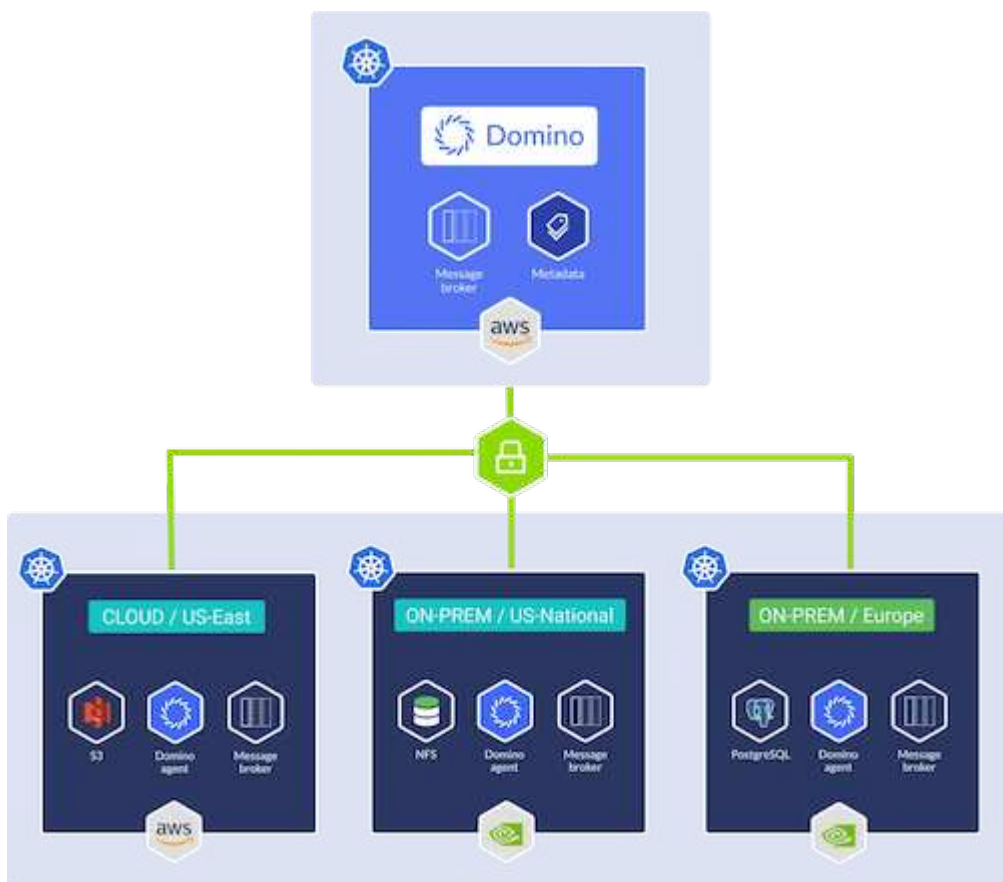 Domino
Message
broker
Metadata
aws
CLOUD / US-East
ON-PREM / US-National
ON-PREM / Europe
S3
Domino
agent
Message
broker
NFS
Domino
agent
Message
broker
PostgreSQL
Domino
agent
Message
broker
aws